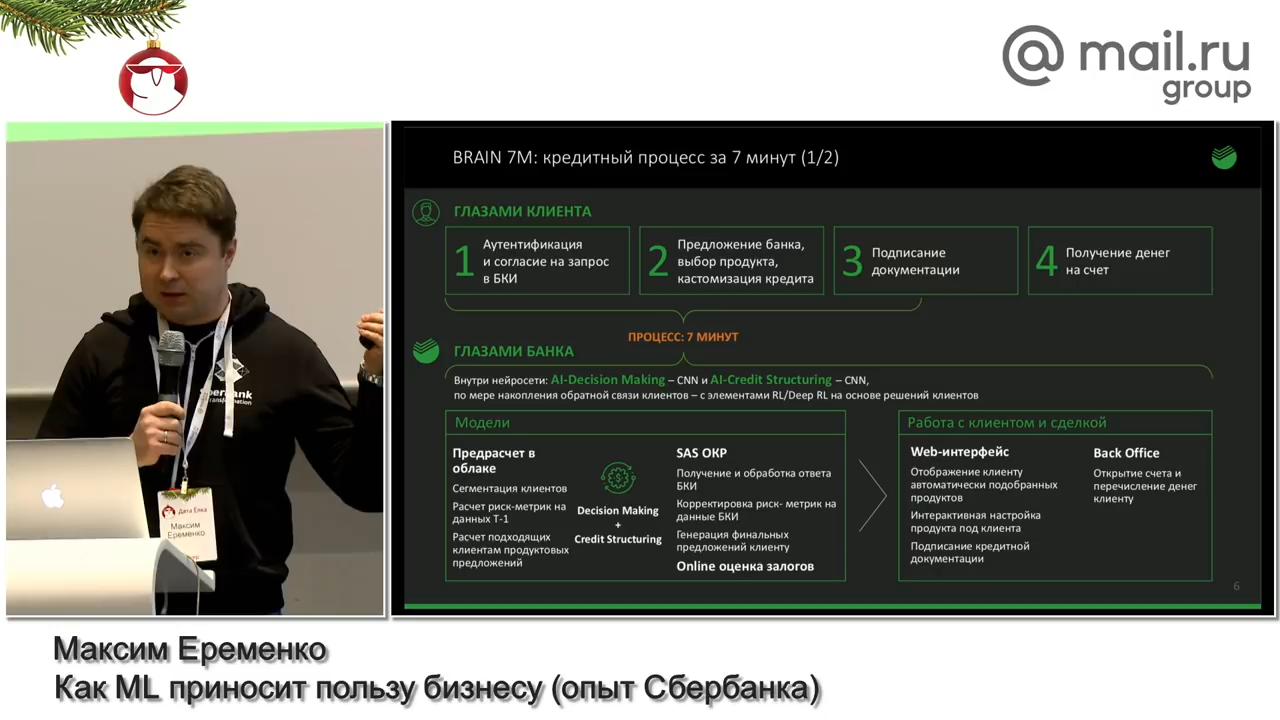 @ mail.ru
group
BRAIN 7M: кредитный процесс за 7 минут (1/2)
ГЛАЗАМИ КЛИЕНТА
1
Аутентификация
и согласие на запрос
в БКИ
2
Предложение банка,
выбор продукта,
кастомизация кредита
3
Подписание
документации
4
Получение денег
на счет
ПРОЦЕСС: 7 МИНУТ
ГЛАЗАМИ БАНКА
Внутри нейросети: AI-Decision Making – CNN и AI-Credit Structuring – CNN,
по мере накопления обратной связи клиентов – с элементами RL/Deep RL на основе решений клиентов
Модели
Предрасчет в
облаке
Сегментация клиентов
Расчет риск-метрик на
данных Т-1
Расчет подходящих
клиентам продуктовых
предложений
Decision Making
+
Credit Structuring
SAS ОКР
Получение и обработка ответа
БКИ
Корректировка риск- метрик на
данные БКИ
Генерация финальных
предложений клиенту
Online оценка залогов
Работа с клиентом и сделкой
Web-интерфейс
Отображение клиенту
автоматически подобранных
продуктов
Интерактивная настройка
продукта под клиента
Подписание кредитной
документации
Back Office
Открытие счета и
перечисление денег
клиенту
6
Дата Ёлка
Максим
Еременко
Максим Еременко
Как ML приносит пользу бизнесу (опыт Сбербанка)